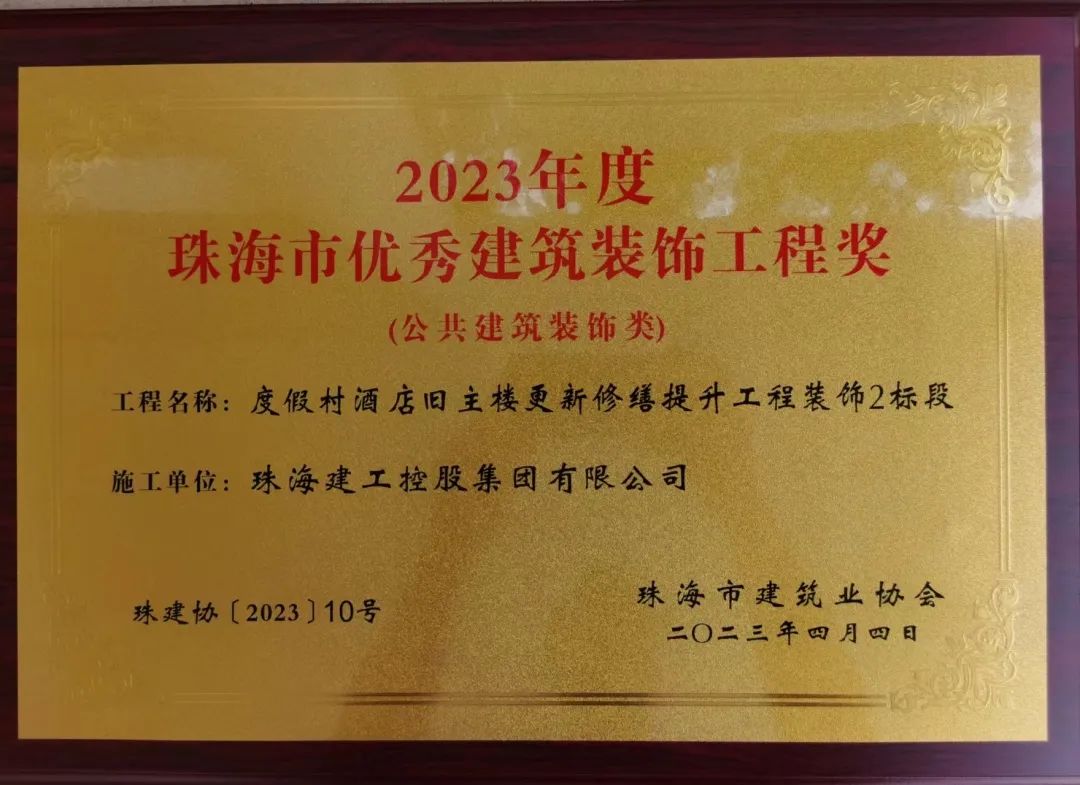 2023年度
珠海市优秀建筑装饰工程奖
(公共建筑装饰类)
工程名称：度假村酒店旧主楼更新修缮提升工程装饰2标段
施工单位：珠海建工控股集团有限公司
珠建协〔2023〕10号
珠海市建筑业协会
二〇二三年四月四日